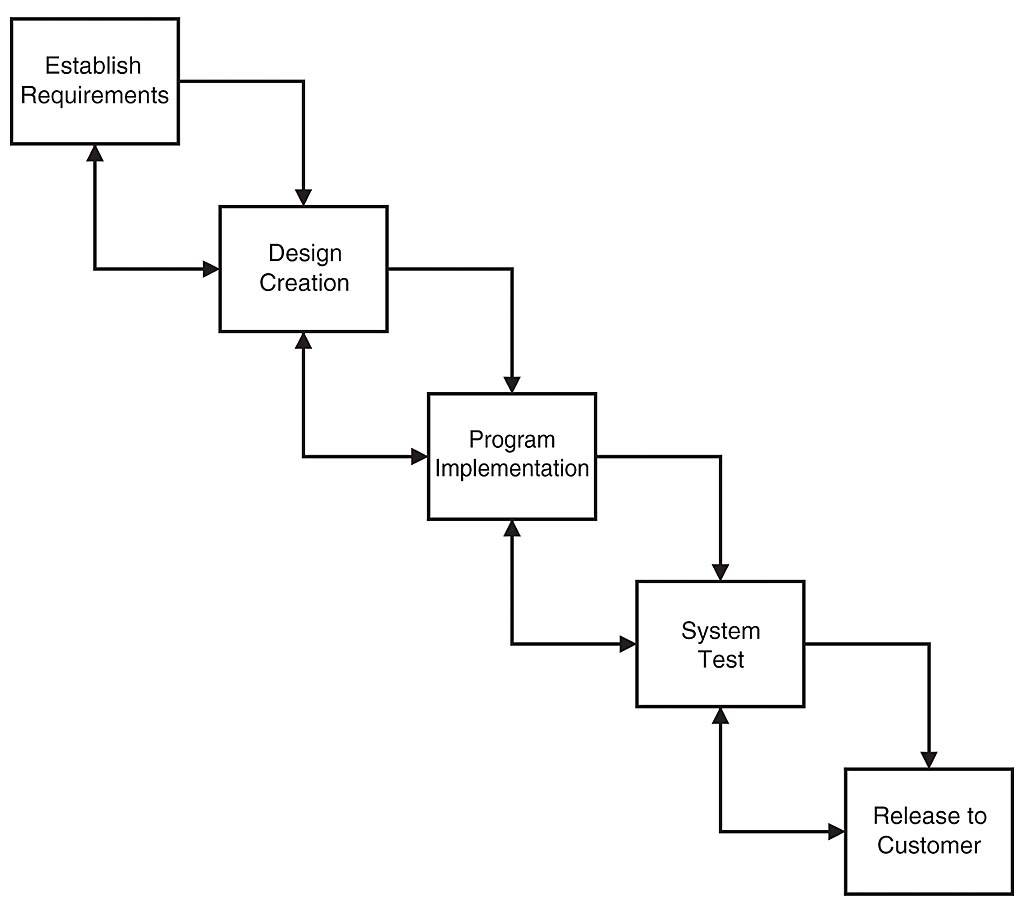 Establish
Requirements
Design
Creation
Program
Implementation
System
Test
Release to
Customer